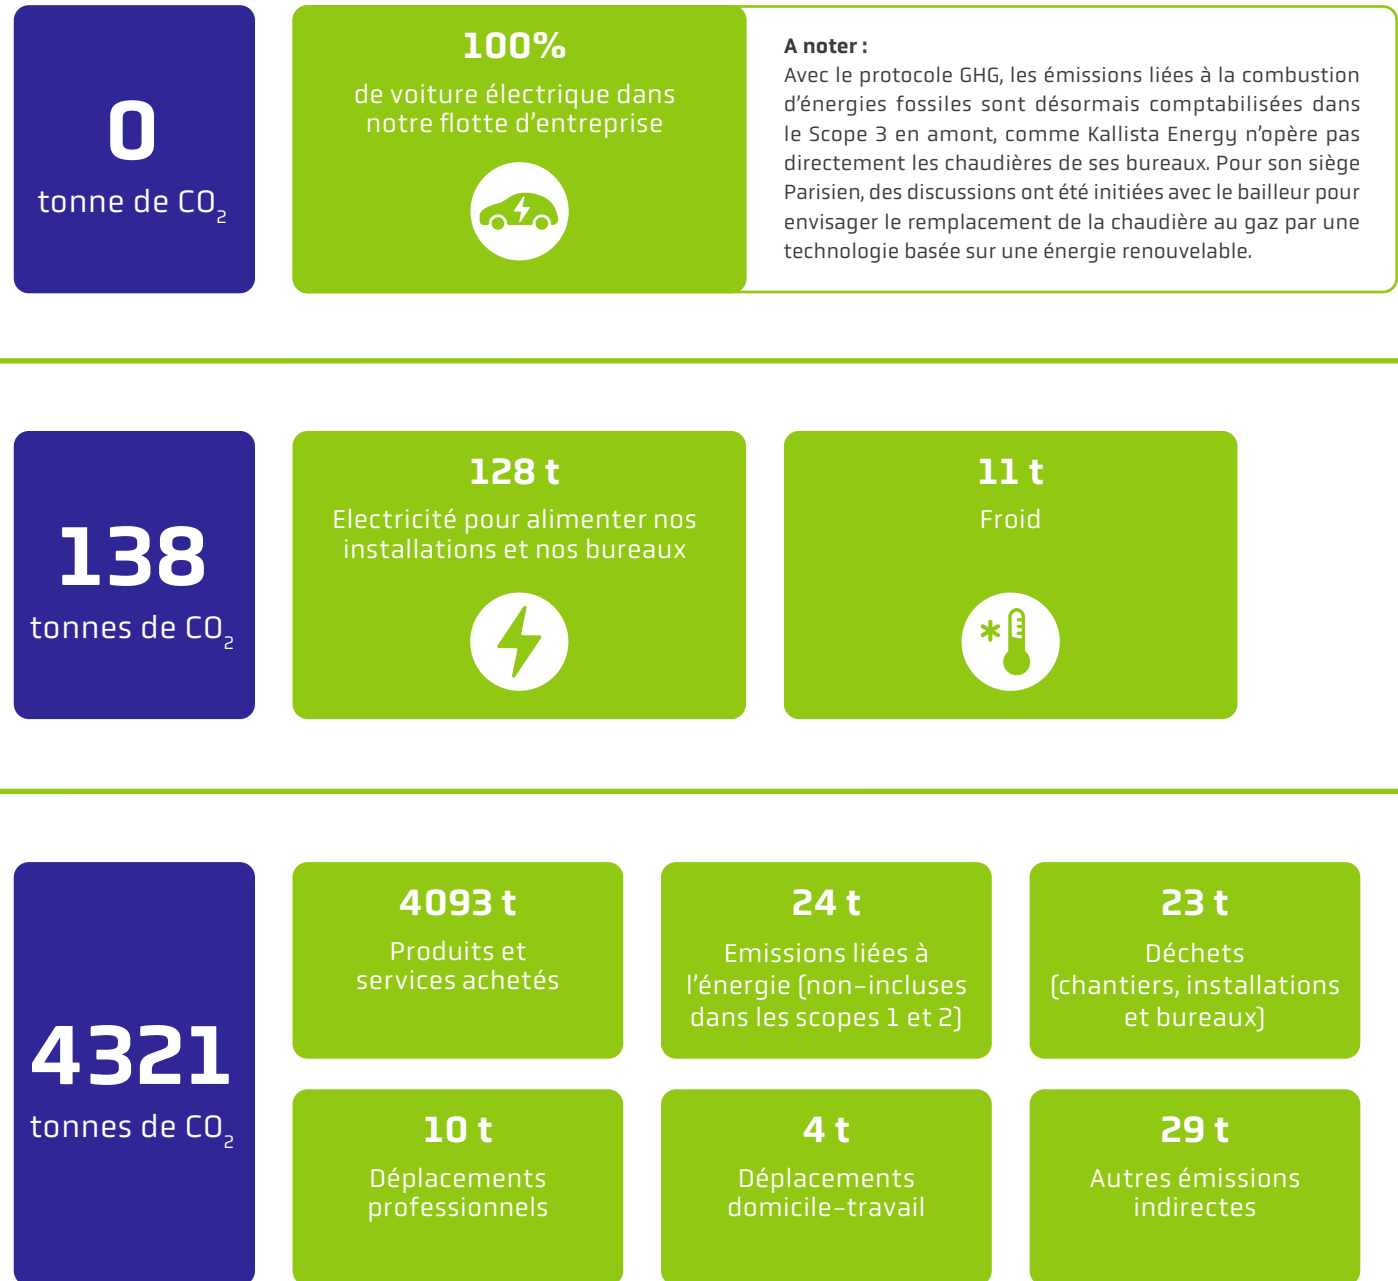 0
tonne de CO₂
100%
de voiture électrique dans
notre flotte d'entreprise
A noter :
Avec le protocole GHG, les émissions liées à la combustion
d'énergies fossiles sont désormais comptabilisées dans
le Scope 3 en amont, comme Kallista Energy n'opère pas
directement les chaudières de ses bureaux. Pour son siège
Parisien, des discussions ont été initiées avec le bailleur pour
envisager le remplacement de la chaudière au gaz par une
technologie basée sur une énergie renouvelable.
138
tonnes de CO₂
128 t
Electricité pour alimenter nos
installations et nos bureaux
11 t
Froid
4321
tonnes de CO₂
4093 t
Produits et
services achetés
24 t
Emissions liées à
l'énergie (non-incluses
dans les scopes 1 et 2)
23 t
Déchets
(chantiers, installations
et bureaux)
10 t
Déplacements
professionnels
4 t
Déplacements
domicile-travail
29 t
Autres émissions
indirectes